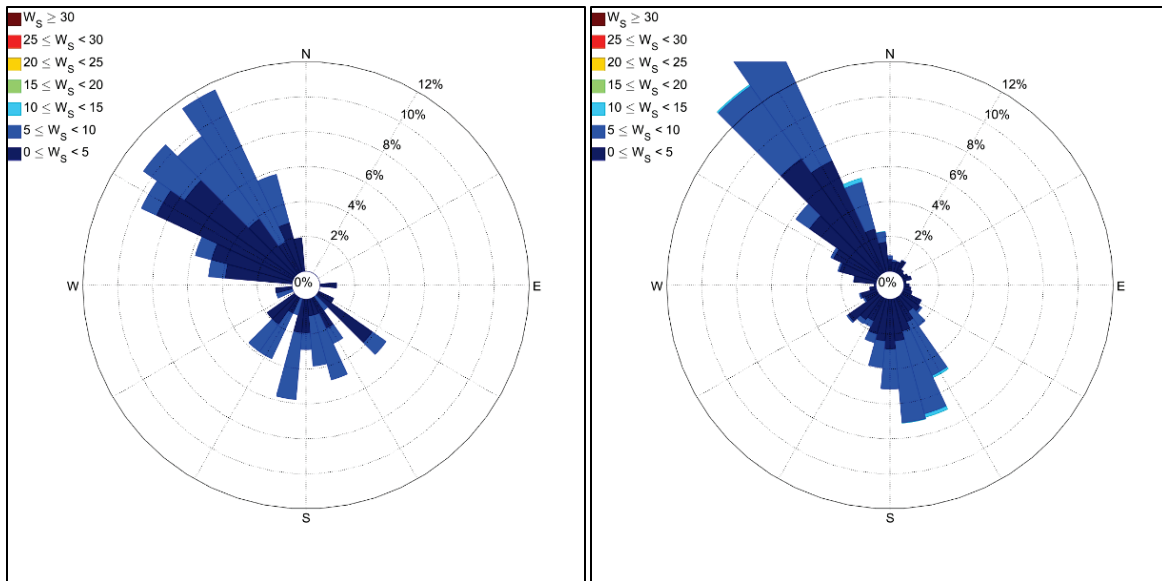 W_S ≥ 30
25 ≤ W_S < 30
20 ≤ W_S < 25
15 ≤ W_S < 20
10 ≤ W_S < 15
5 ≤ W_S < 10
0 ≤ W_S < 5
N
12%
10%
8%
6%
4%
2%
0%
W
E
S
W_S ≥ 30
25 ≤ W_S < 30
20 ≤ W_S < 25
15 ≤ W_S < 20
10 ≤ W_S < 15
5 ≤ W_S < 10
0 ≤ W_S < 5
N
12%
10%
8%
6%
4%
2%
0%
W
E
S